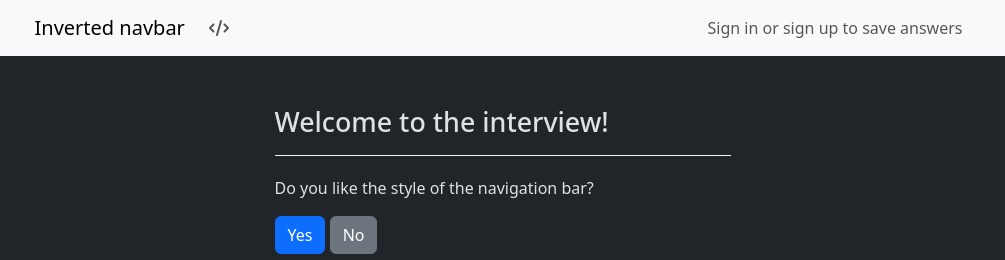 Inverted navbar </> Sign in or sign up to save answers
Welcome to the interview!
Do you like the style of the navigation bar?
Yes No